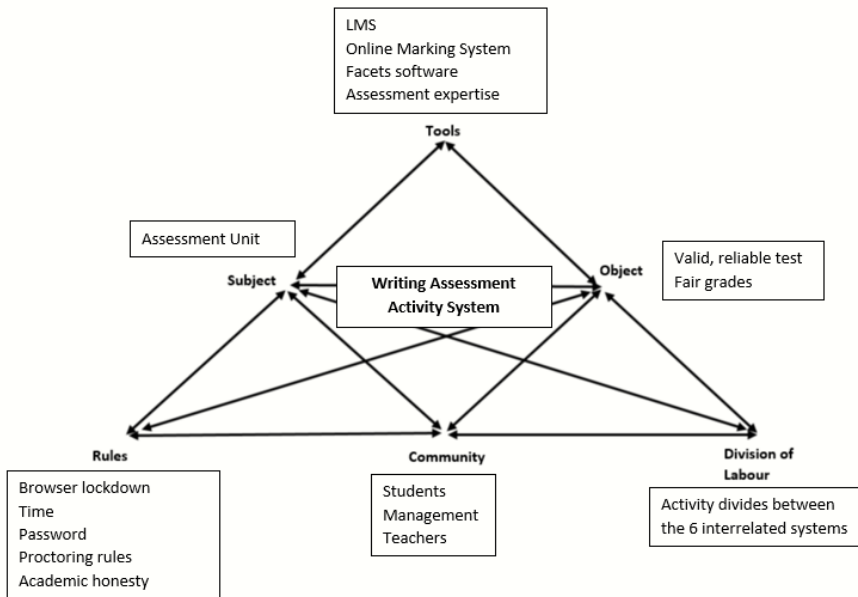 LMS
Online Marking System
Facets software
Assessment expertise
Tools
Assessment Unit
Subject
Writing Assessment
Activity System
Object
Valid, reliable test
Fair grades
Rules
Browser lockdown
Time
Password
Proctoring rules
Academic honesty
Community
Students
Management
Teachers
Division of
Labour
Activity divides between
the 6 interrelated systems